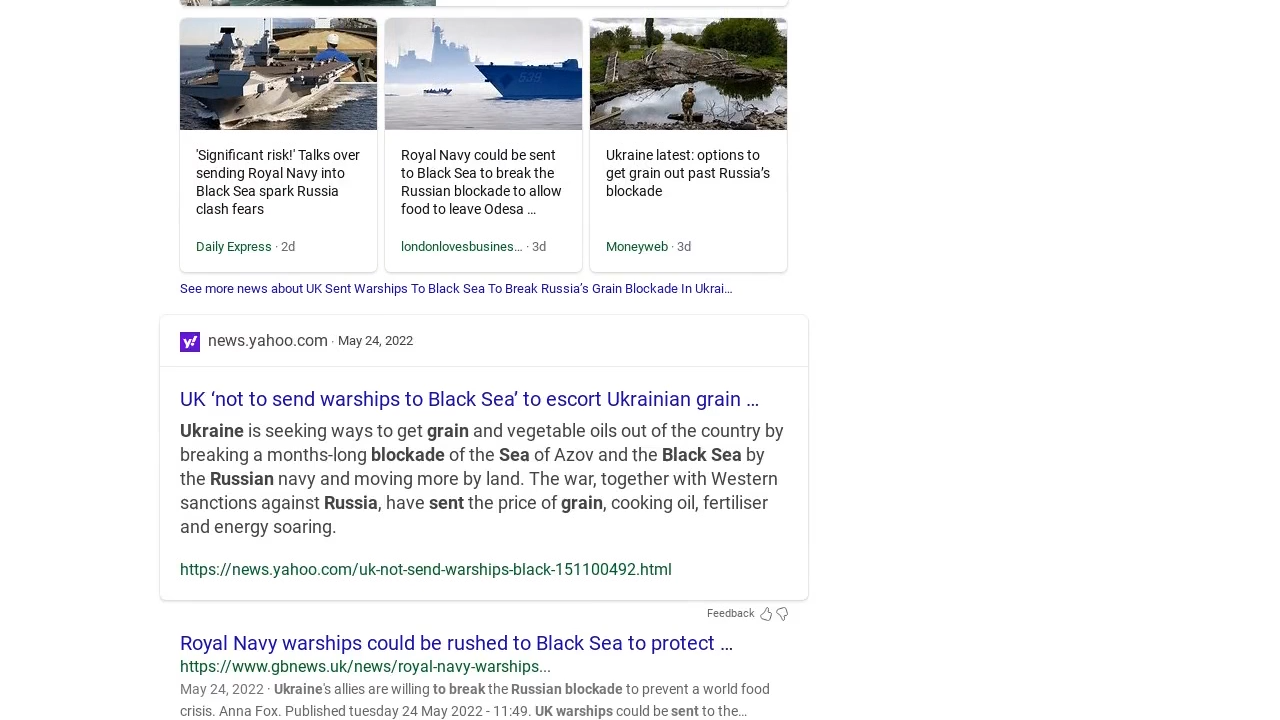 'Significant risk!' Talks over
sending Royal Navy into
Black Sea spark Russia
clash fears
Daily Express · 2d
539
Royal Navy could be sent
to Black Sea to break the
Russian blockade to allow
food to leave Odesa ...
londonlovesbusines... · 3d
Ukraine latest: options to
get grain out past Russia’s
blockade
Moneyweb · 3d
See more news about UK Sent Warships To Black Sea To Break Russia’s Grain Blockade In Ukrai...
y!
news.yahoo.com · May 24, 2022
UK ‘not to send warships to Black Sea’ to escort Ukrainian grain ...
Ukraine is seeking ways to get grain and vegetable oils out of the country by
breaking a months-long blockade of the Sea of Azov and the Black Sea by
the Russian navy and moving more by land. The war, together with Western
sanctions against Russia, have sent the price of grain, cooking oil, fertiliser
and energy soaring.
https://news.yahoo.com/uk-not-send-warships-black-151100492.html
Feedback
Royal Navy warships could be rushed to Black Sea to protect ...
https://www.gbnews.uk/news/royal-navy-warships...
May 24, 2022 · Ukraine's allies are willing to break the Russian blockade to prevent a world food
crisis. Anna Fox. Published tuesday 24 May 2022 - 11:49. UK warships could be sent to the...